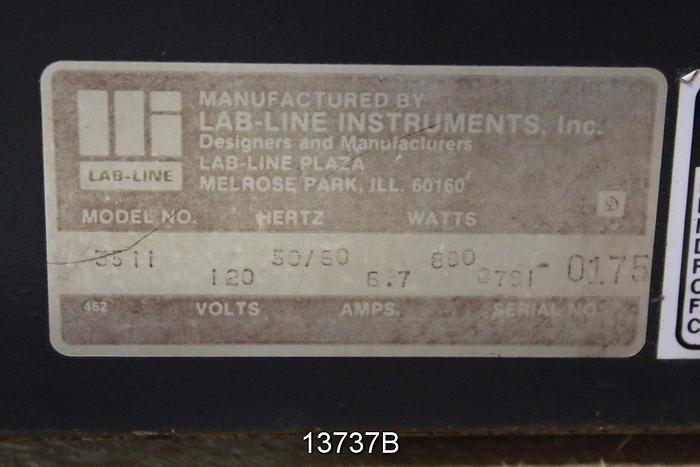 MANUFACTURED BY
LAB-LINE INSTRUMENTS, Inc.
Designers and Manufacturers
LAB-LINE PLAZA
MELROSE PARK, ILL. 60160
LAB-LINE
D
MODEL NO. HERTZ WATTS
3511 50/60 800
120 6.7 0791-0175
462 VOLTS AMPS. SERIAL NO.
13737B